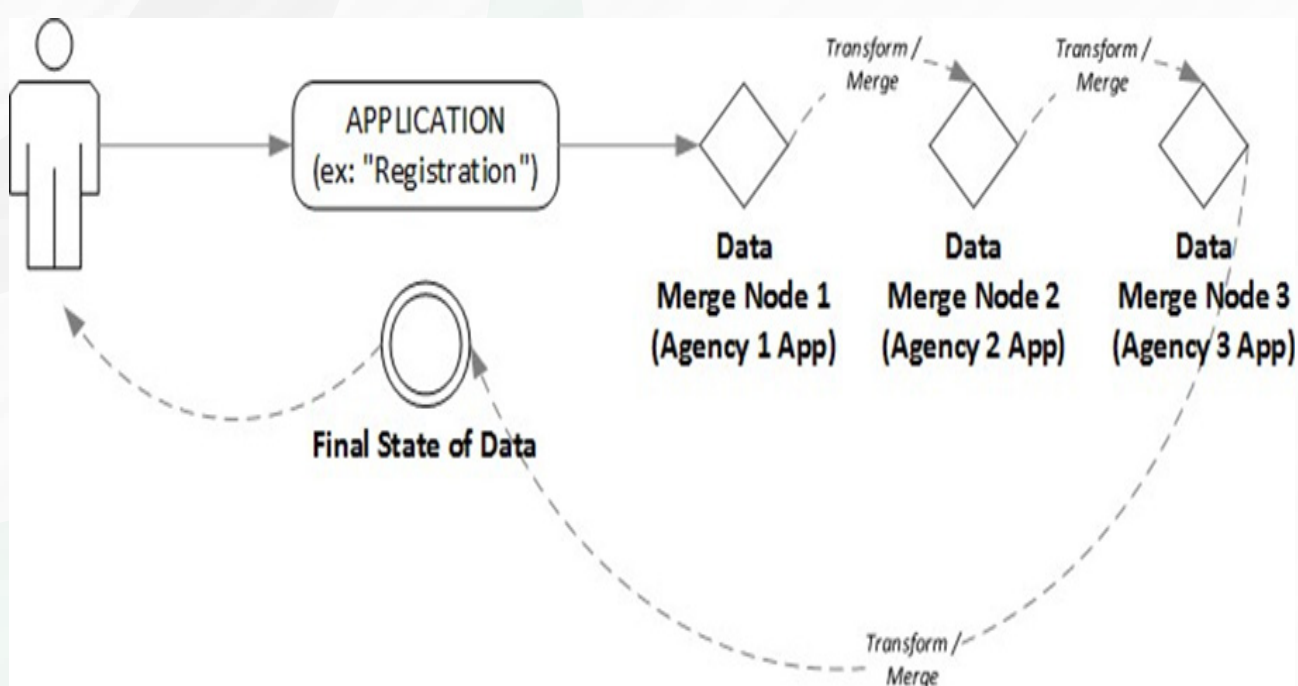 Transform /
Merge
Transform /
Merge
APPLICATION
(ex: "Registration")
Data
Merge Node 1
(Agency 1 App)
Data
Merge Node 2
(Agency 2 App)
Data
Merge Node 3
(Agency 3 App)
Final State of Data
Transform /
Merge